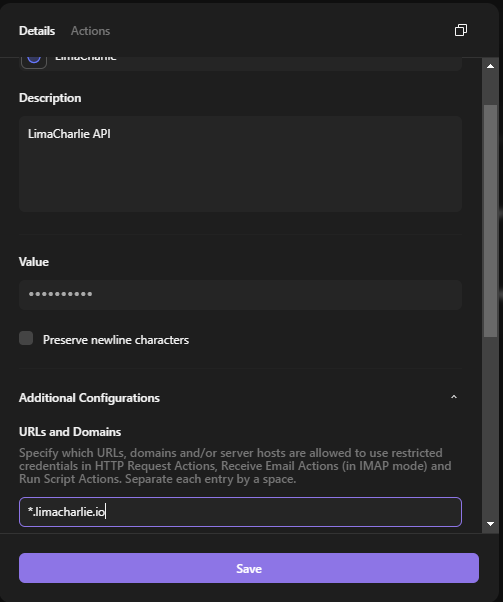 Details Actions
LimaCharlie
Description
LimaCharlie API
Value
••••••••••
Preserve newline characters
Additional Configurations
URLs and Domains
Specify which URLs, domains and/or server hosts are allowed to use restricted
credentials in HTTP Request Actions, Receive Email Actions (in IMAP mode) and
Run Script Actions. Separate each entry by a space.
*.limacharlie.io
Save